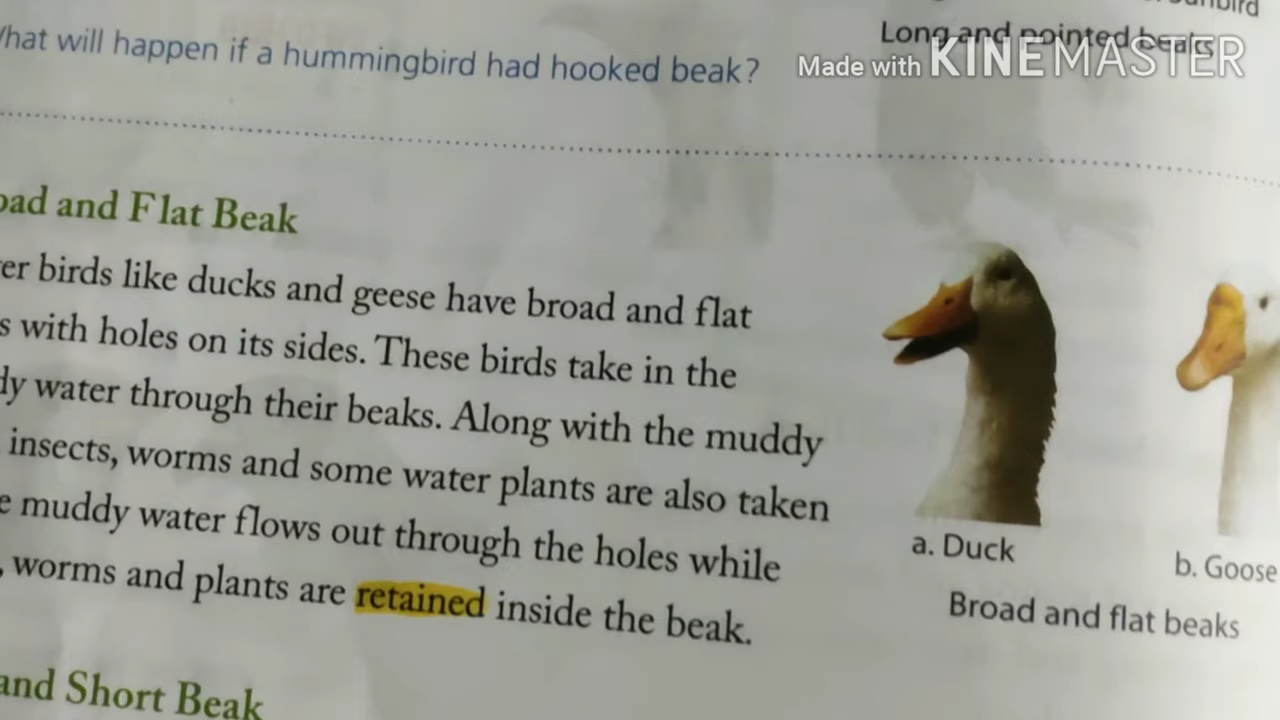 What will happen if a hummingbird had hooked beak?
Long and pointed beaks
Made with KINEMASTER
and Flat Beak
birds like ducks and geese have broad and flat
with holes on its sides. These birds take in the
water through their beaks. Along with the muddy
insects, worms and some water plants are also taken
muddy water flows out through the holes while
, worms and plants are retained inside the beak.
a. Duck
b. Goose
Broad and flat beaks
and Short Beak